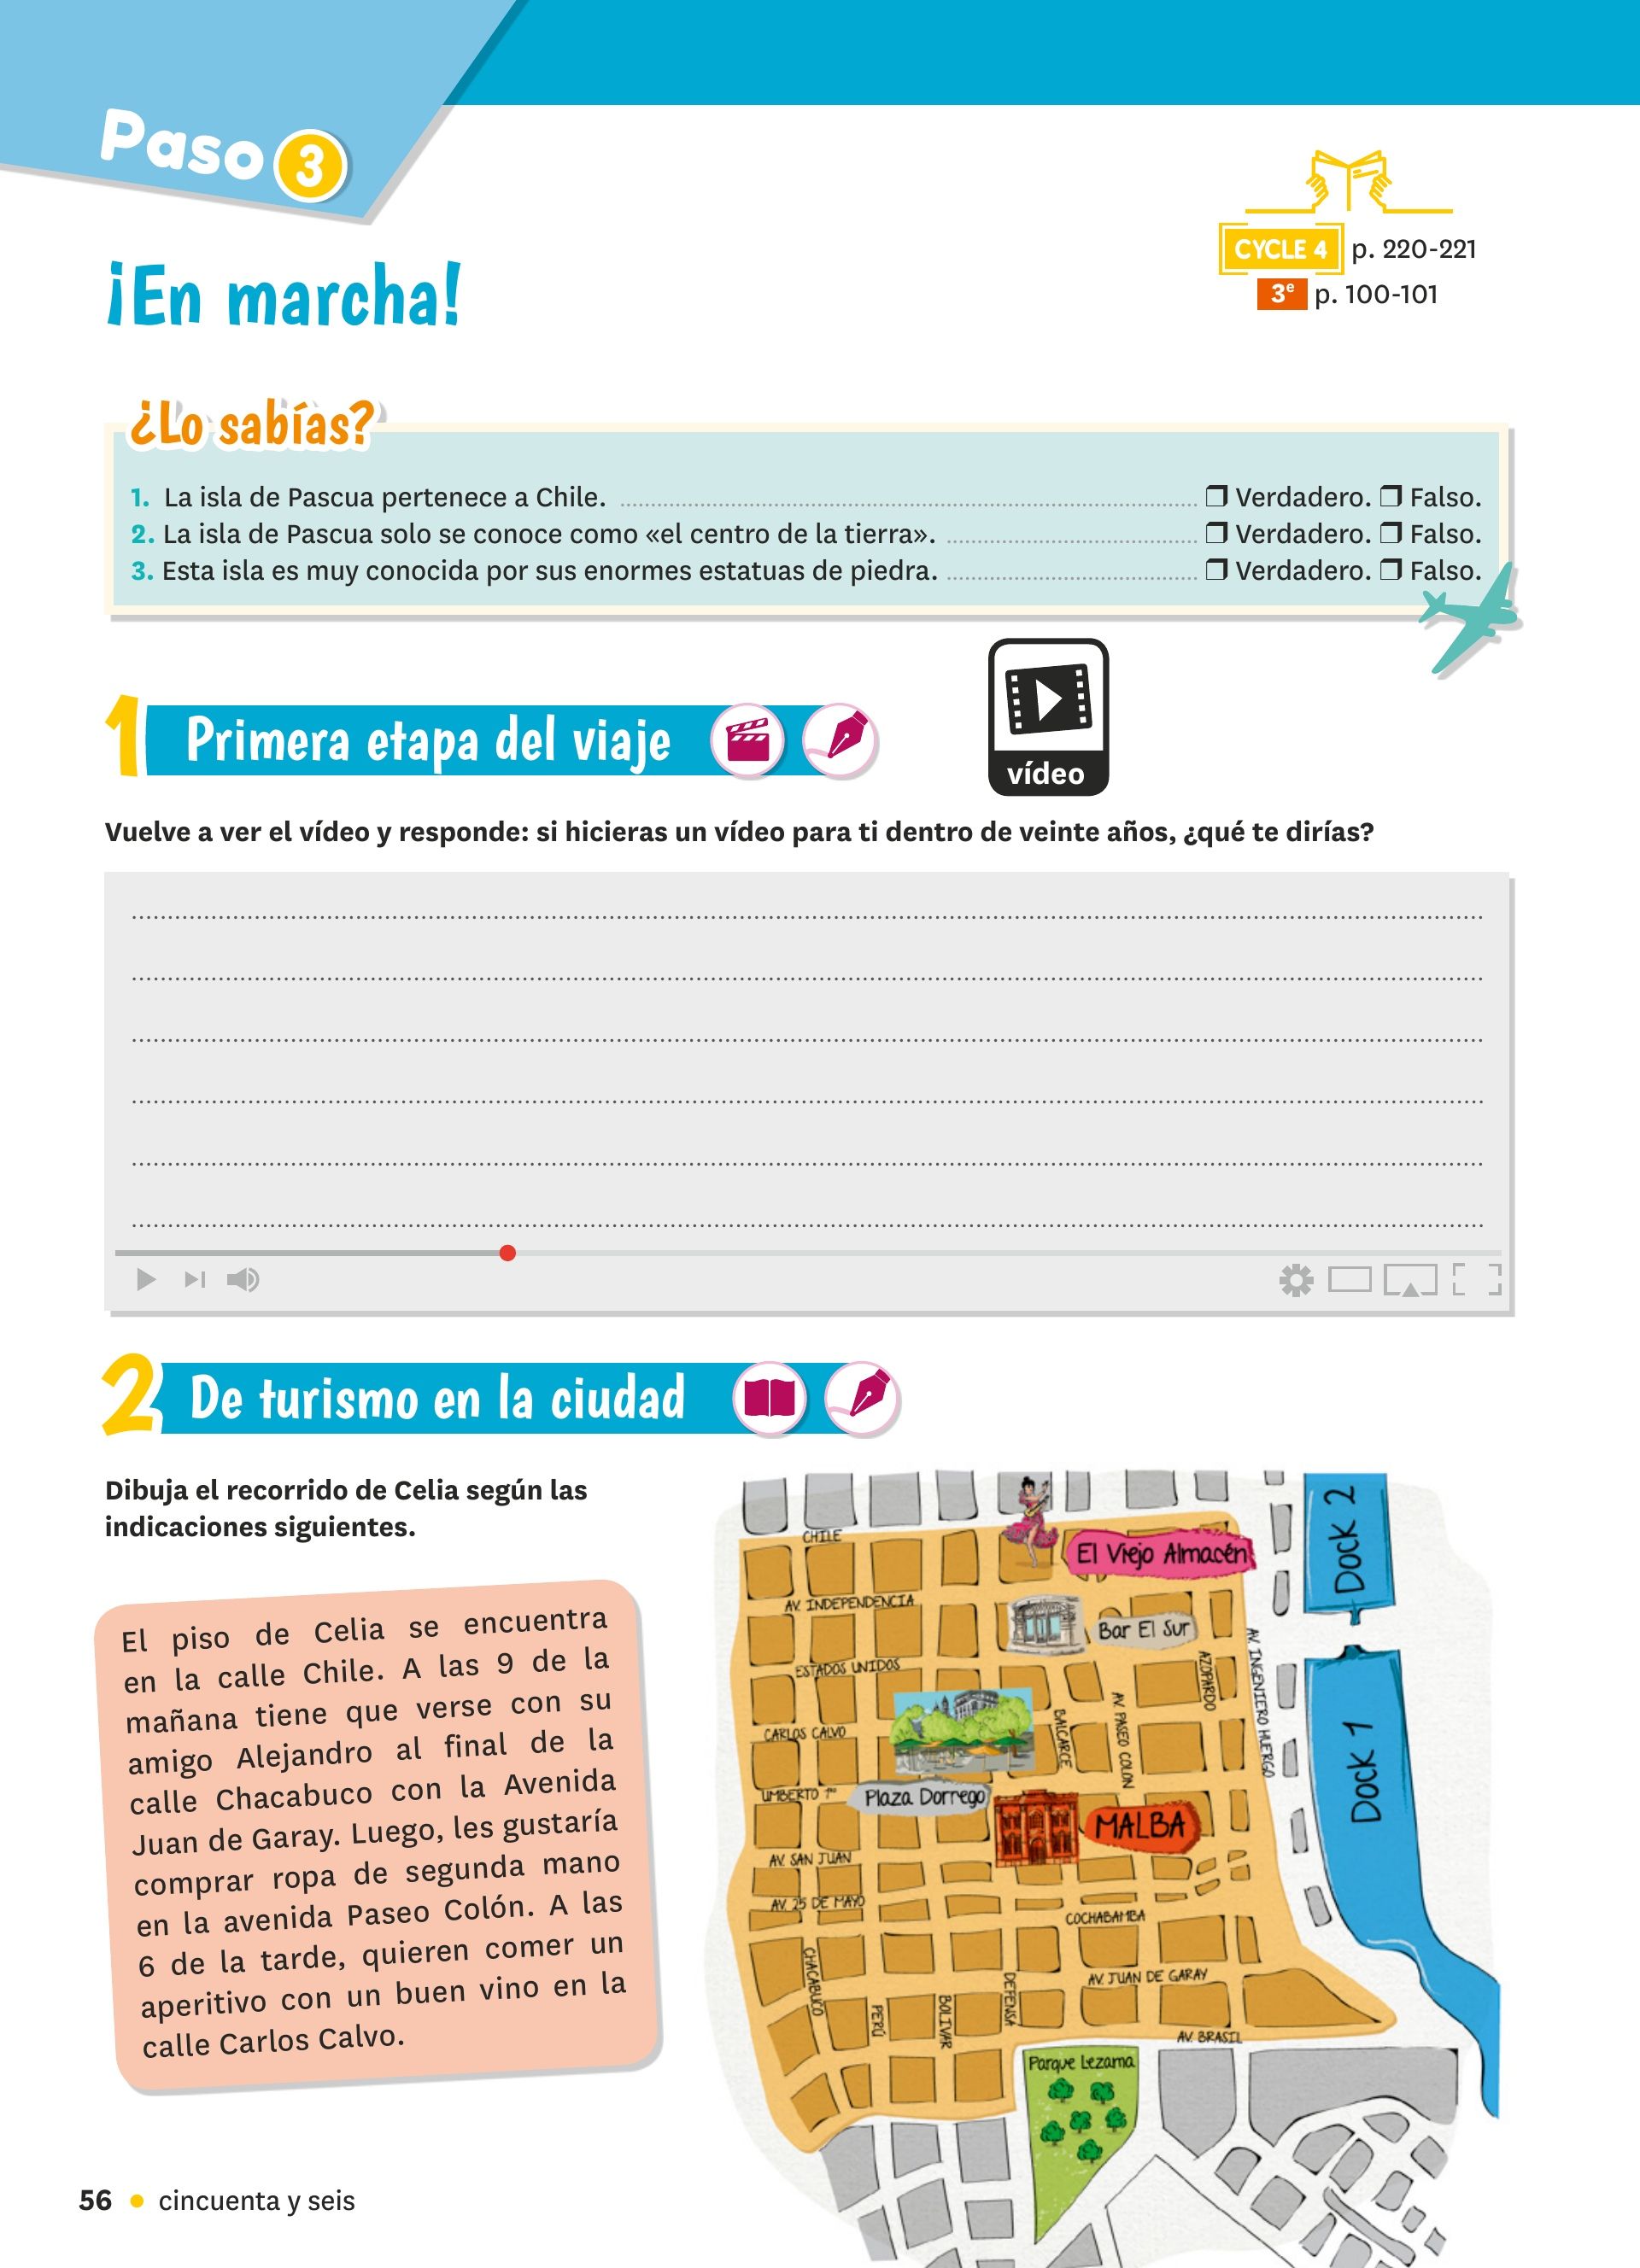 Paso 3
CYCLE 4 p. 220-221
3e p. 100-101
¡En marcha!
¿Lo sabías?
1. La isla de Pascua pertenece a Chile. ❒ Verdadero. ❒ Falso.
2. La isla de Pascua solo se conoce como «el centro de la tierra». ❒ Verdadero. ❒ Falso.
3. Esta isla es muy conocida por sus enormes estatuas de piedra. ❒ Verdadero. ❒ Falso.
1 Primera etapa del viaje
vídeo
Vuelve a ver el vídeo y responde: si hicieras un vídeo para ti dentro de veinte años, ¿qué te dirías?
2 De turismo en la ciudad
Dibuja el recorrido de Celia según las
indicaciones siguientes.
El piso de Celia se encuentra
en la calle Chile. A las 9 de la
mañana tiene que verse con su
amigo Alejandro al final de la
calle Chacabuco con la Avenida
Juan de Garay. Luego, les gustaría
comprar ropa de segunda mano
en la avenida Paseo Colón. A las
6 de la tarde, quieren comer un
aperitivo con un buen vino en la
calle Carlos Calvo.
CHILE
El Viejo Almacén
Dock 2
AV. INDEPENDENCIA
Bar El Sur
ESTADOS UNIDOS
AZOPARDO
AV. INGENIERO HUERGO
CARLOS CALVO
BALCARCE
AV. PASEO COLON
Dock 1
UMBERTO 1ro
Plaza Dorrego
MALBA
AV. SAN JUAN
AV. 25 DE MAYO
COCHABAMBA
CHACABUCO
PERÚ
BOLIVAR
DEFENSA
AV. JUAN DE GARAY
AV. BRASIL
Parque Lezama
56 • cincuenta y seis